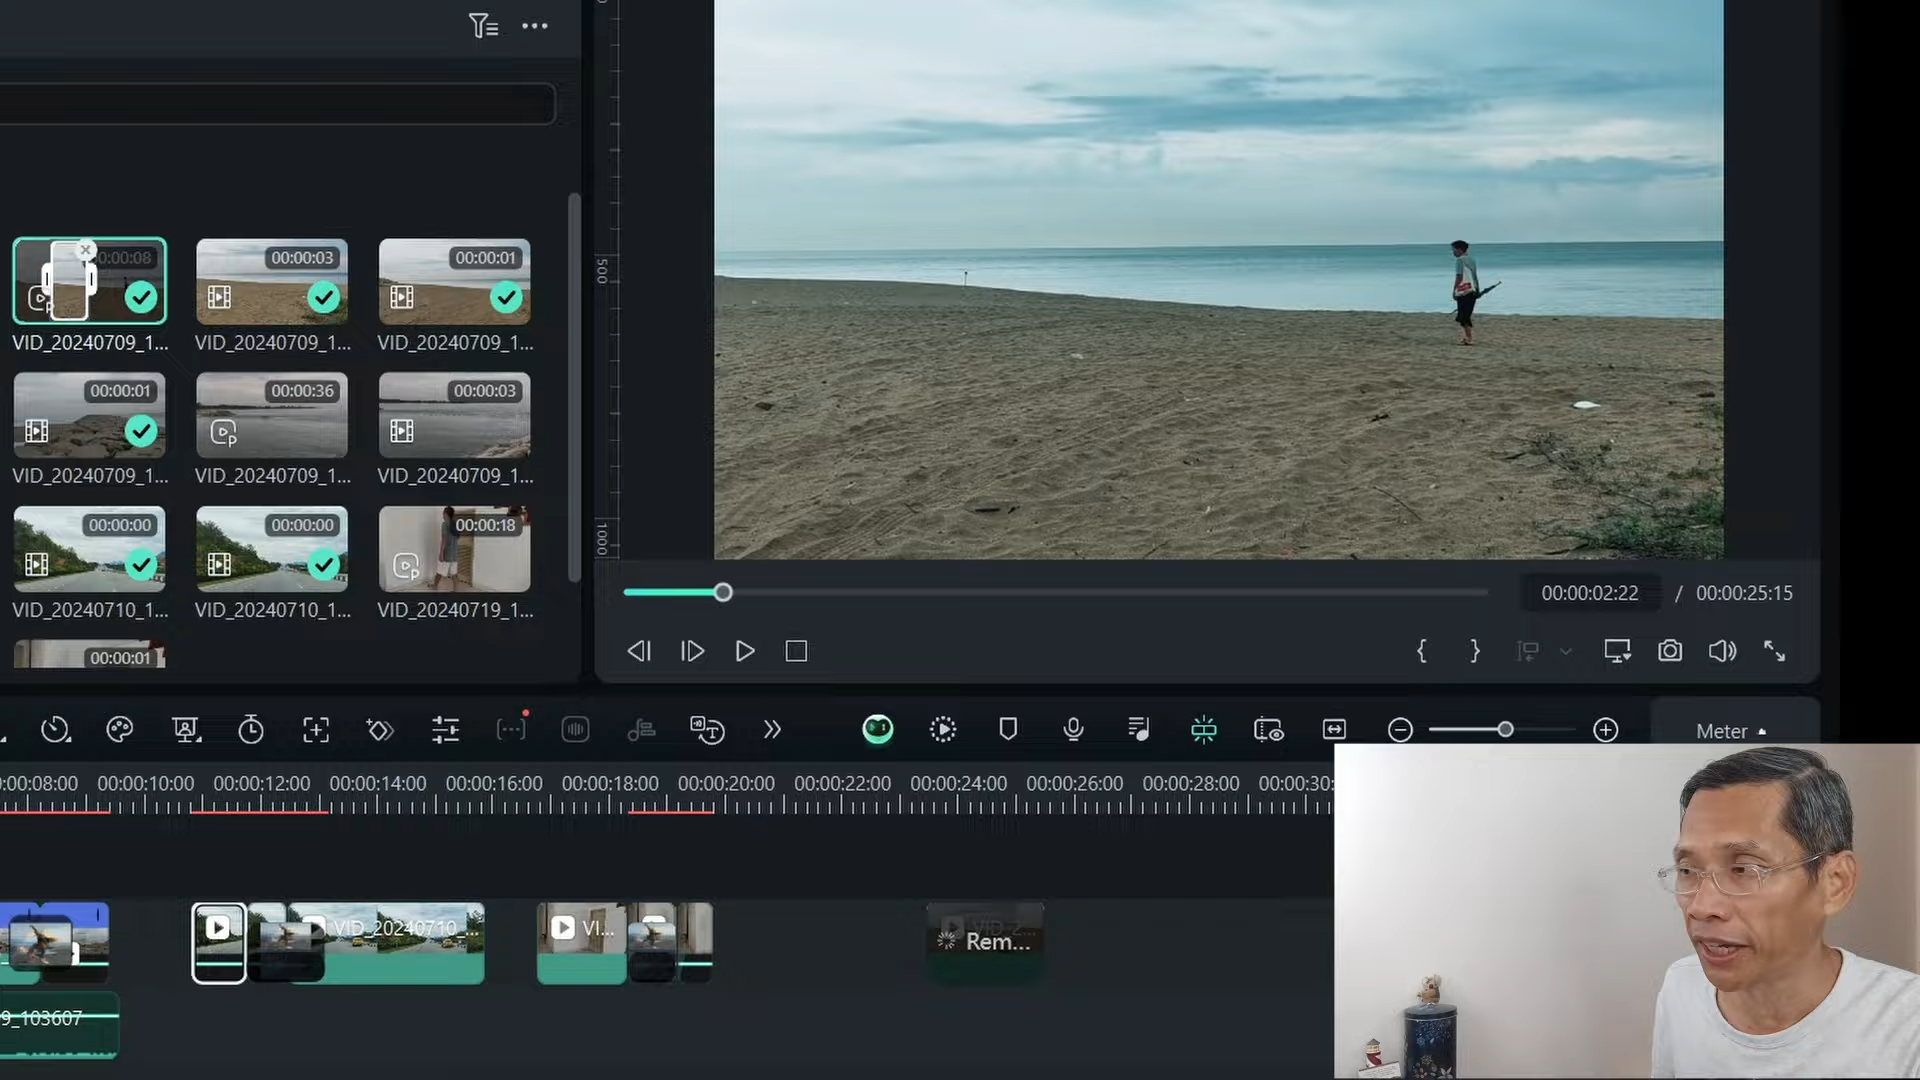 00:00:08
00:00:03
00:00:01
VID_20240709_1...
VID_20240709_1...
VID_20240709_1...
00:00:01
00:00:36
00:00:03
VID_20240709_1...
VID_20240709_1...
VID_20240709_1...
00:00:00
00:00:00
00:00:18
VID_20240710_1...
VID_20240710_1...
VID_20240719_1...
00:00:01
500
1000
00:00:02:22 / 00:00:25:15
Meter
:00:08:00 00:00:10:00 00:00:12:00 00:00:14:00 00:00:16:00 00:00:18:00 00:00:20:00 00:00:22:00 00:00:24:00 00:00:26:00 00:00:28:00 00:00:30:
VID_20240710_...
VI...
VID_2...
Rem...
9_103607